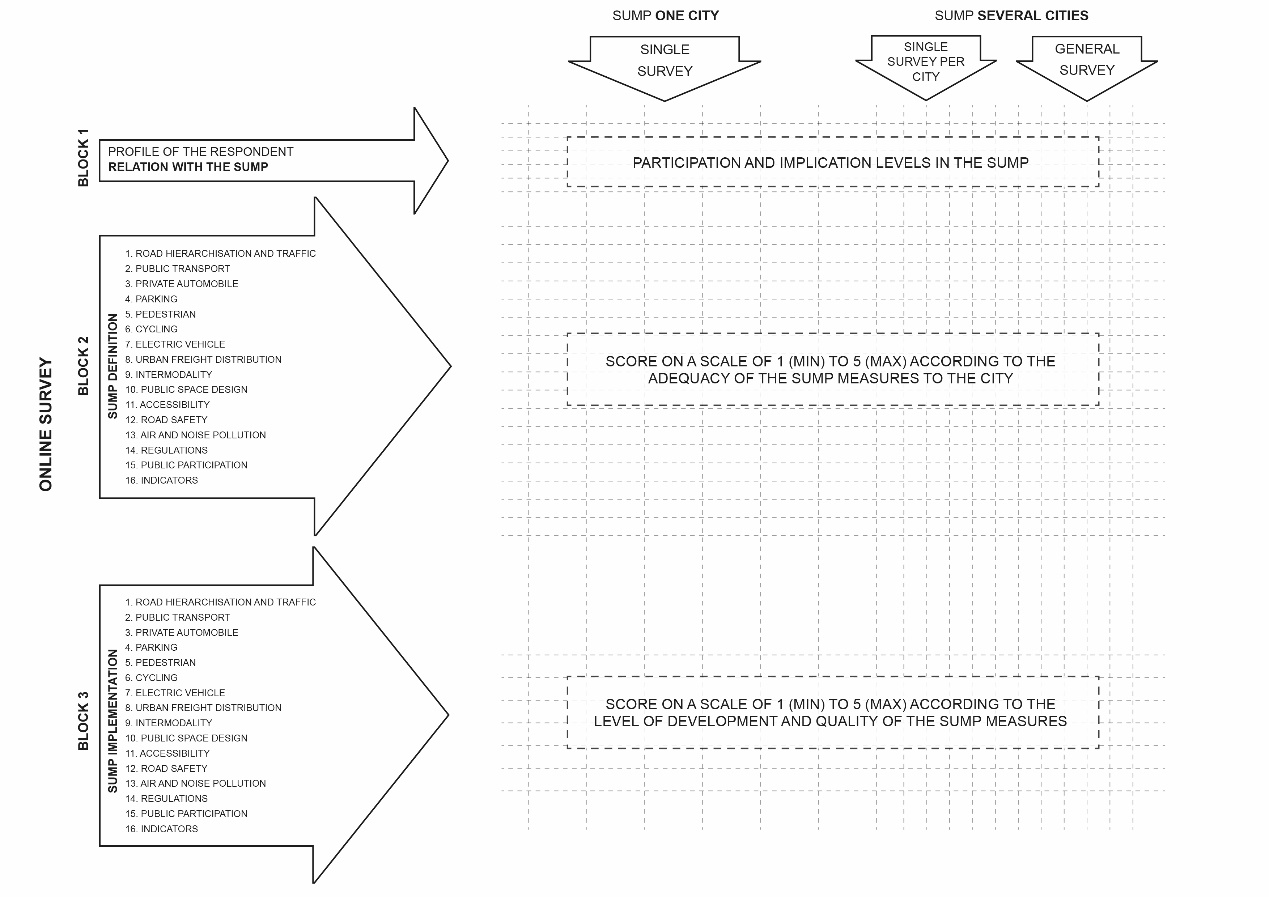 SUMP ONE CITY
SUMP SEVERAL CITIES
SINGLE
SURVEY
SINGLE
SURVEY PER
CITY
GENERAL
SURVEY
ONLINE SURVEY
BLOCK 1
PROFILE OF THE RESPONDENT
RELATION WITH THE SUMP
PARTICIPATION AND IMPLICATION LEVELS IN THE SUMP
BLOCK 2
SUMP DEFINITION
1. ROAD HIERARCHISATION AND TRAFFIC
2. PUBLIC TRANSPORT
3. PRIVATE AUTOMOBILE
4. PARKING
5. PEDESTRIAN
6. CYCLING
7. ELECTRIC VEHICLE
8. URBAN FREIGHT DISTRIBUTION
9. INTERMODALITY
10. PUBLIC SPACE DESIGN
11. ACCESSIBILITY
12. ROAD SAFETY
13. AIR AND NOISE POLLUTION
14. REGULATIONS
15. PUBLIC PARTICIPATION
16. INDICATORS
SCORE ON A SCALE OF 1 (MIN) TO 5 (MAX) ACCORDING TO THE
ADEQUACY OF THE SUMP MEASURES TO THE CITY
BLOCK 3
SUMP IMPLEMENTATION
1. ROAD HIERARCHISATION AND TRAFFIC
2. PUBLIC TRANSPORT
3. PRIVATE AUTOMOBILE
4. PARKING
5. PEDESTRIAN
6. CYCLING
7. ELECTRIC VEHICLE
8. URBAN FREIGHT DISTRIBUTION
9. INTERMODALITY
10. PUBLIC SPACE DESIGN
11. ACCESSIBILITY
12. ROAD SAFETY
13. AIR AND NOISE POLLUTION
14. REGULATIONS
15. PUBLIC PARTICIPATION
16. INDICATORS
SCORE ON A SCALE OF 1 (MIN) TO 5 (MAX) ACCORDING TO THE
LEVEL OF DEVELOPMENT AND QUALITY OF THE SUMP MEASURES